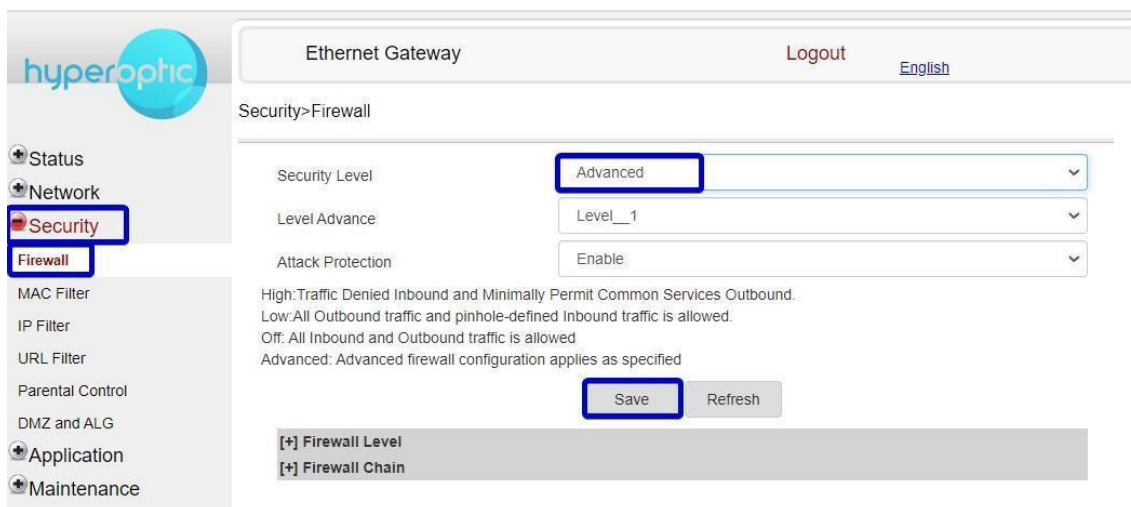 hyperoptic
Ethernet Gateway
Logout
English
Security>Firewall
Status
Network
Security
Firewall
MAC Filter
IP Filter
URL Filter
Parental Control
DMZ and ALG
Application
Maintenance
Security Level
Advanced
Level Advance
Level__1
Attack Protection
Enable
High:Traffic Denied Inbound and Minimally Permit Common Services Outbound.
Low:All Outbound traffic and pinhole-defined Inbound traffic is allowed.
Off: All Inbound and Outbound traffic is allowed
Advanced: Advanced firewall configuration applies as specified
Save
Refresh
[+] Firewall Level
[+] Firewall Chain